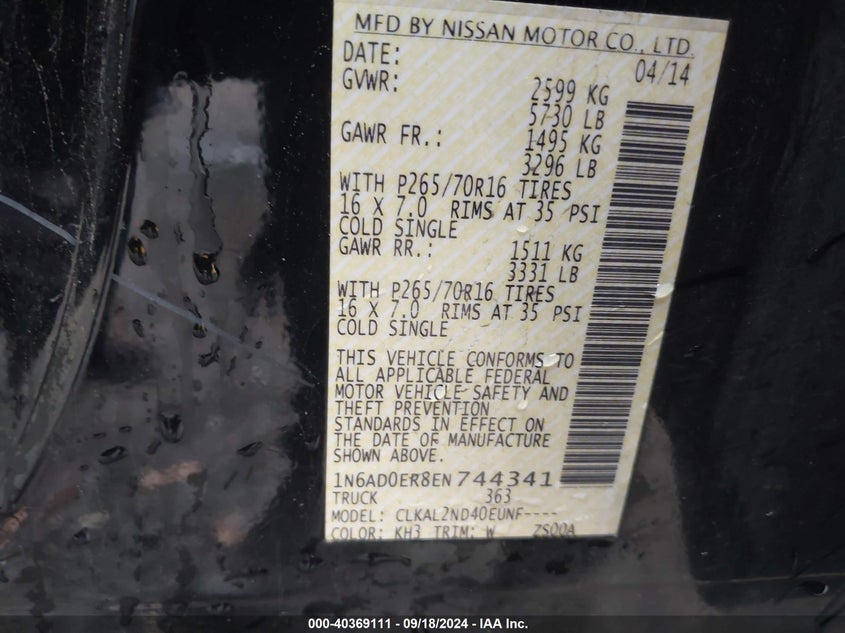 MFD BY NISSAN MOTOR CO., LTD.
DATE: 04/14
GVWR: 2599 KG
5730 LB
GAWR FR.: 1495 KG
3296 LB
WITH P265/70R16 TIRES
16 X 7.0 RIMS AT 35 PSI
COLD SINGLE
GAWR RR.: 1511 KG
3331 LB
WITH P265/70R16 TIRES
16 X 7.0 RIMS AT 35 PSI
COLD SINGLE
THIS VEHICLE CONFORMS TO
ALL APPLICABLE FEDERAL
MOTOR VEHICLE SAFETY AND
THEFT PREVENTION
STANDARDS IN EFFECT ON
THE DATE OF MANUFACTURE
SHOWN ABOVE.
1N6AD0ER8EN744341
TRUCK 363
MODEL: CLKAL2ND40EUNF----
COLOR: KH3 TRIM: W ZS00A
000-40369111 - 09/18/2024 - IAA Inc.